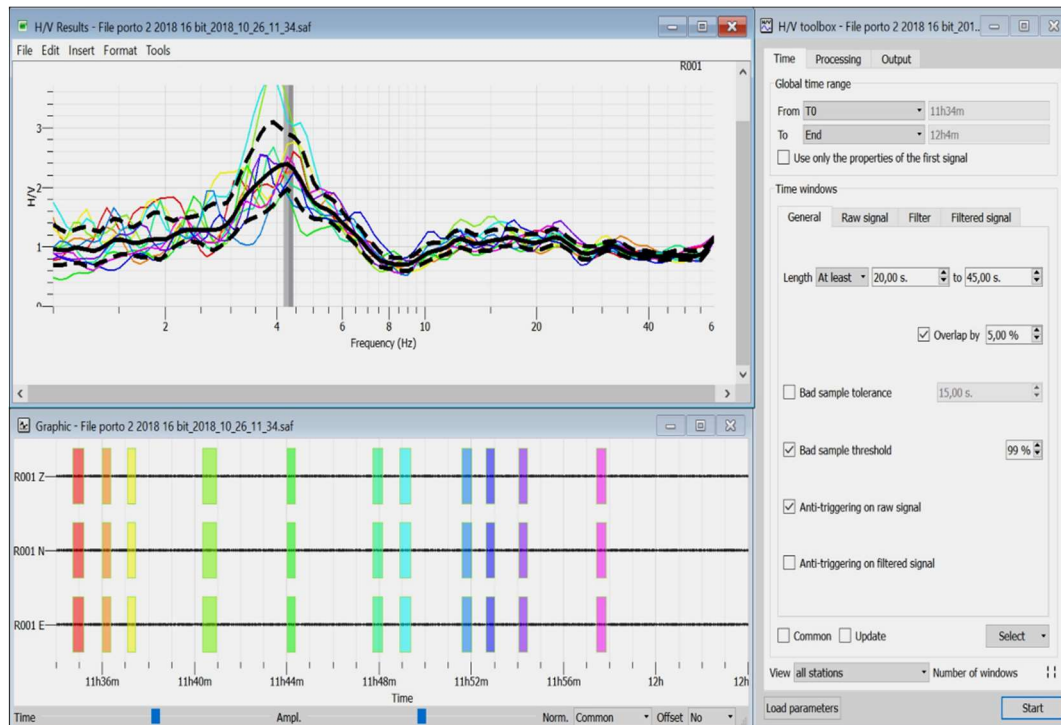 H/V Results - File porto 2 2018 16 bit_2018_10_26_11_34.saf
File Edit Insert Format Tools
R001
3
2
1
0
H/V
2 4 6 8 10 20 40 6
Frequency (Hz)
Graphic - File porto 2 2018 16 bit_2018_10_26_11_34.saf
R001 Z
R001 N
R001 E
11h36m 11h40m 11h44m 11h48m 11h52m 11h56m 12h 12h
Time
Time Ampl. Norm. Common Offset No
H/V toolbox - File porto 2 2018 16 bit_201...
Time Processing Output
Global time range
From T0 11h34m
To End 12h4m
Use only the properties of the first signal
Time windows
General Raw signal Filter Filtered signal
Length At least 20,00 s. to 45,00 s.
Overlap by 5,00 %
Bad sample tolerance 15,00 s.
Bad sample threshold 99 %
Anti-triggering on raw signal
Anti-triggering on filtered signal
Common Update Select
View all stations Number of windows
Load parameters Start